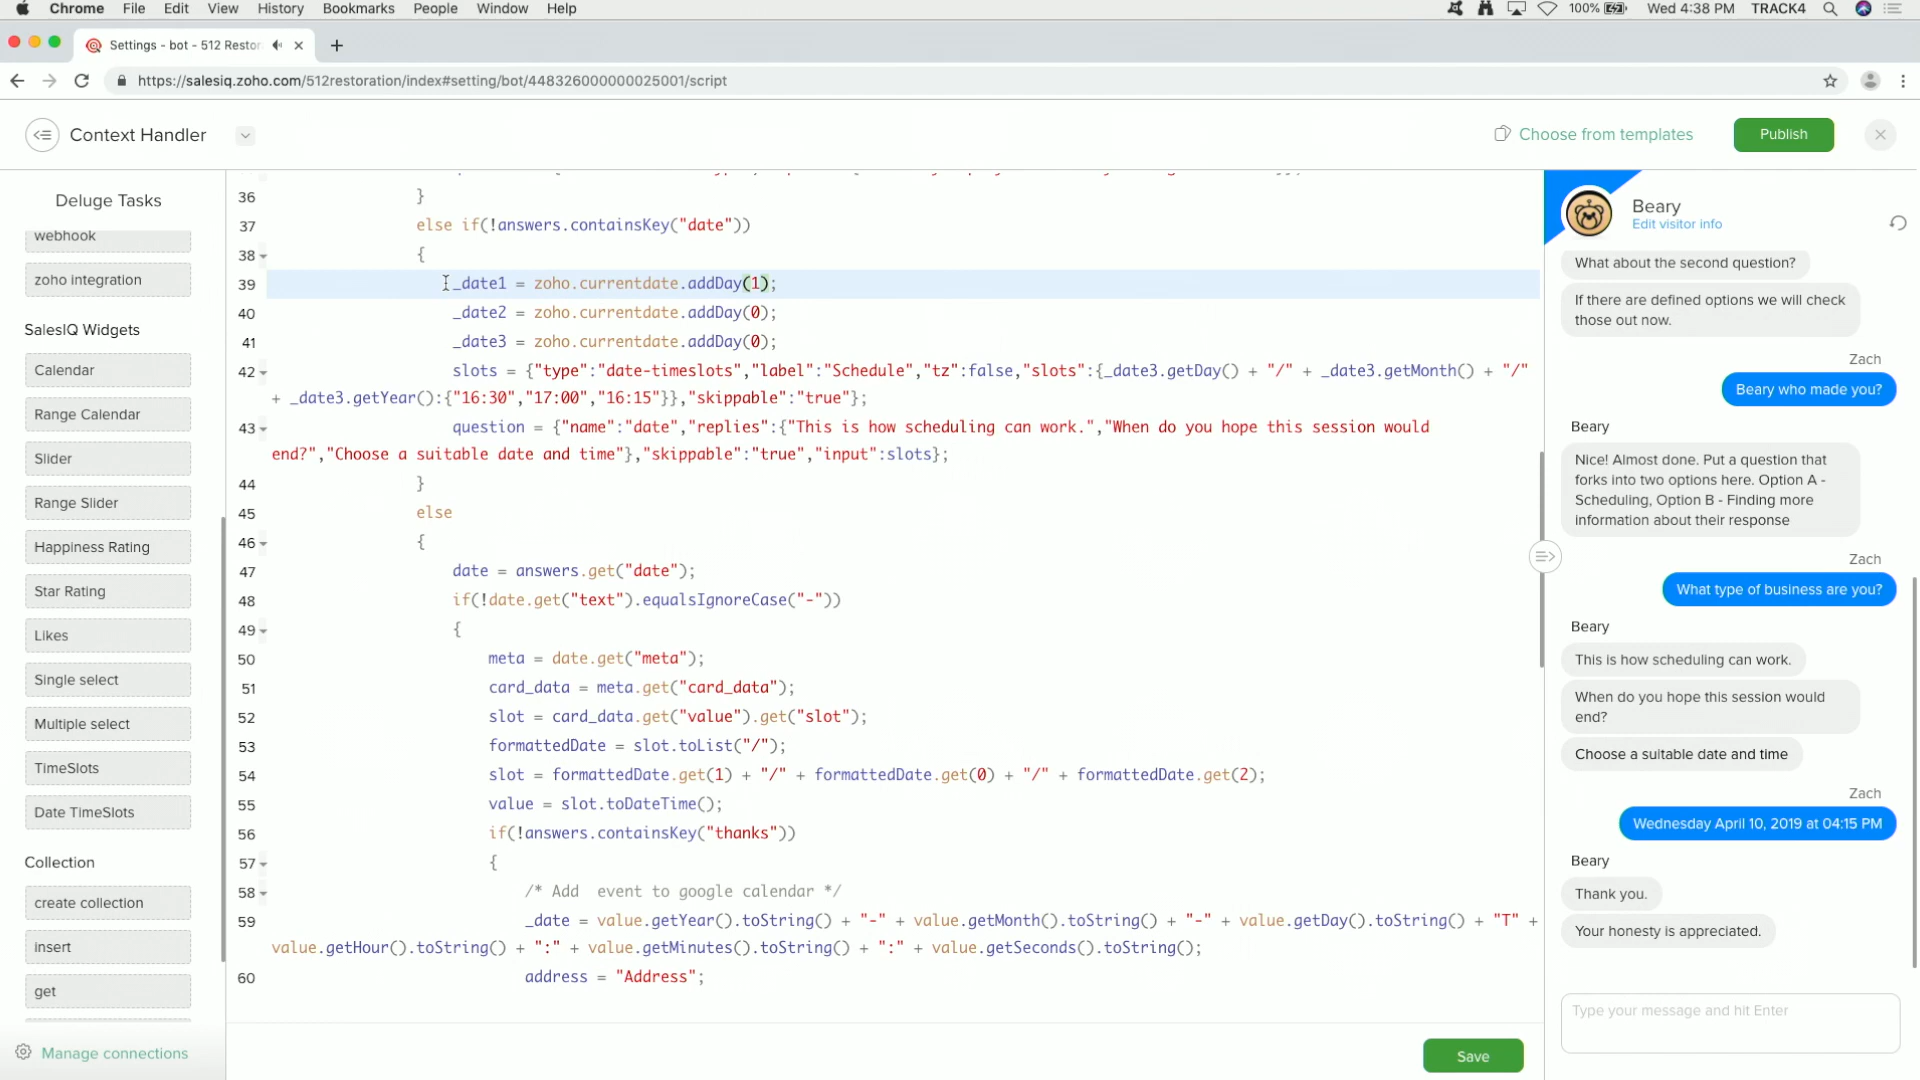 Chrome File Edit View History Bookmarks People Window Help 100% Wed 4:38 PM TRACK4
Settings - bot - 512 Restor
https://salesiq.zoho.com/512restoration/index#setting/bot/448326000000025001/script
Context Handler
Choose from templates
Publish
Deluge Tasks
webhook
zoho integration
SalesIQ Widgets
Calendar
Range Calendar
Slider
Range Slider
Happiness Rating
Star Rating
Likes
Single select
Multiple select
TimeSlots
Date TimeSlots
Collection
create collection
insert
get
Manage connections
36 }
37 else if(!answers.containsKey("date"))
38 {
39 _date1 = zoho.currentdate.addDay(1);
40 _date2 = zoho.currentdate.addDay(0);
41 _date3 = zoho.currentdate.addDay(0);
42 slots = {"type":"date-timeslots","label":"Schedule","tz":false,"slots":{_date3.getDay() + "/" + _date3.getMonth() + "/"
+ _date3.getYear():{"16:30","17:00","16:15"}},"skippable":"true"};
43 question = {"name":"date","replies":{"This is how scheduling can work.","When do you hope this session would
end?","Choose a suitable date and time"},"skippable":"true","input":slots};
44 }
45 else
46 {
47 date = answers.get("date");
48 if(!date.get("text").equalsIgnoreCase("-"))
49 {
50 meta = date.get("meta");
51 card_data = meta.get("card_data");
52 slot = card_data.get("value").get("slot");
53 formattedDate = slot.toList("/");
54 slot = formattedDate.get(1) + "/" + formattedDate.get(0) + "/" + formattedDate.get(2);
55 value = slot.toDateTime();
56 if(!answers.containsKey("thanks"))
57 {
58 /* Add  event to google calendar */
59 _date = value.getYear().toString() + "-" + value.getMonth().toString() + "-" + value.getDay().toString() + "T" +
value.getHour().toString() + ":" + value.getMinutes().toString() + ":" + value.getSeconds().toString();
60 address = "Address";
Save
Beary
Edit visitor info
What about the second question?
If there are defined options we will check
those out now.
Zach
Beary who made you?
Beary
Nice! Almost done. Put a question that
forks into two options here. Option A -
Scheduling, Option B - Finding more
information about their response
Zach
What type of business are you?
Beary
This is how scheduling can work.
When do you hope this session would
end?
Choose a suitable date and time
Zach
Wednesday April 10, 2019 at 04:15 PM
Beary
Thank you.
Your honesty is appreciated.
Type your message and hit Enter